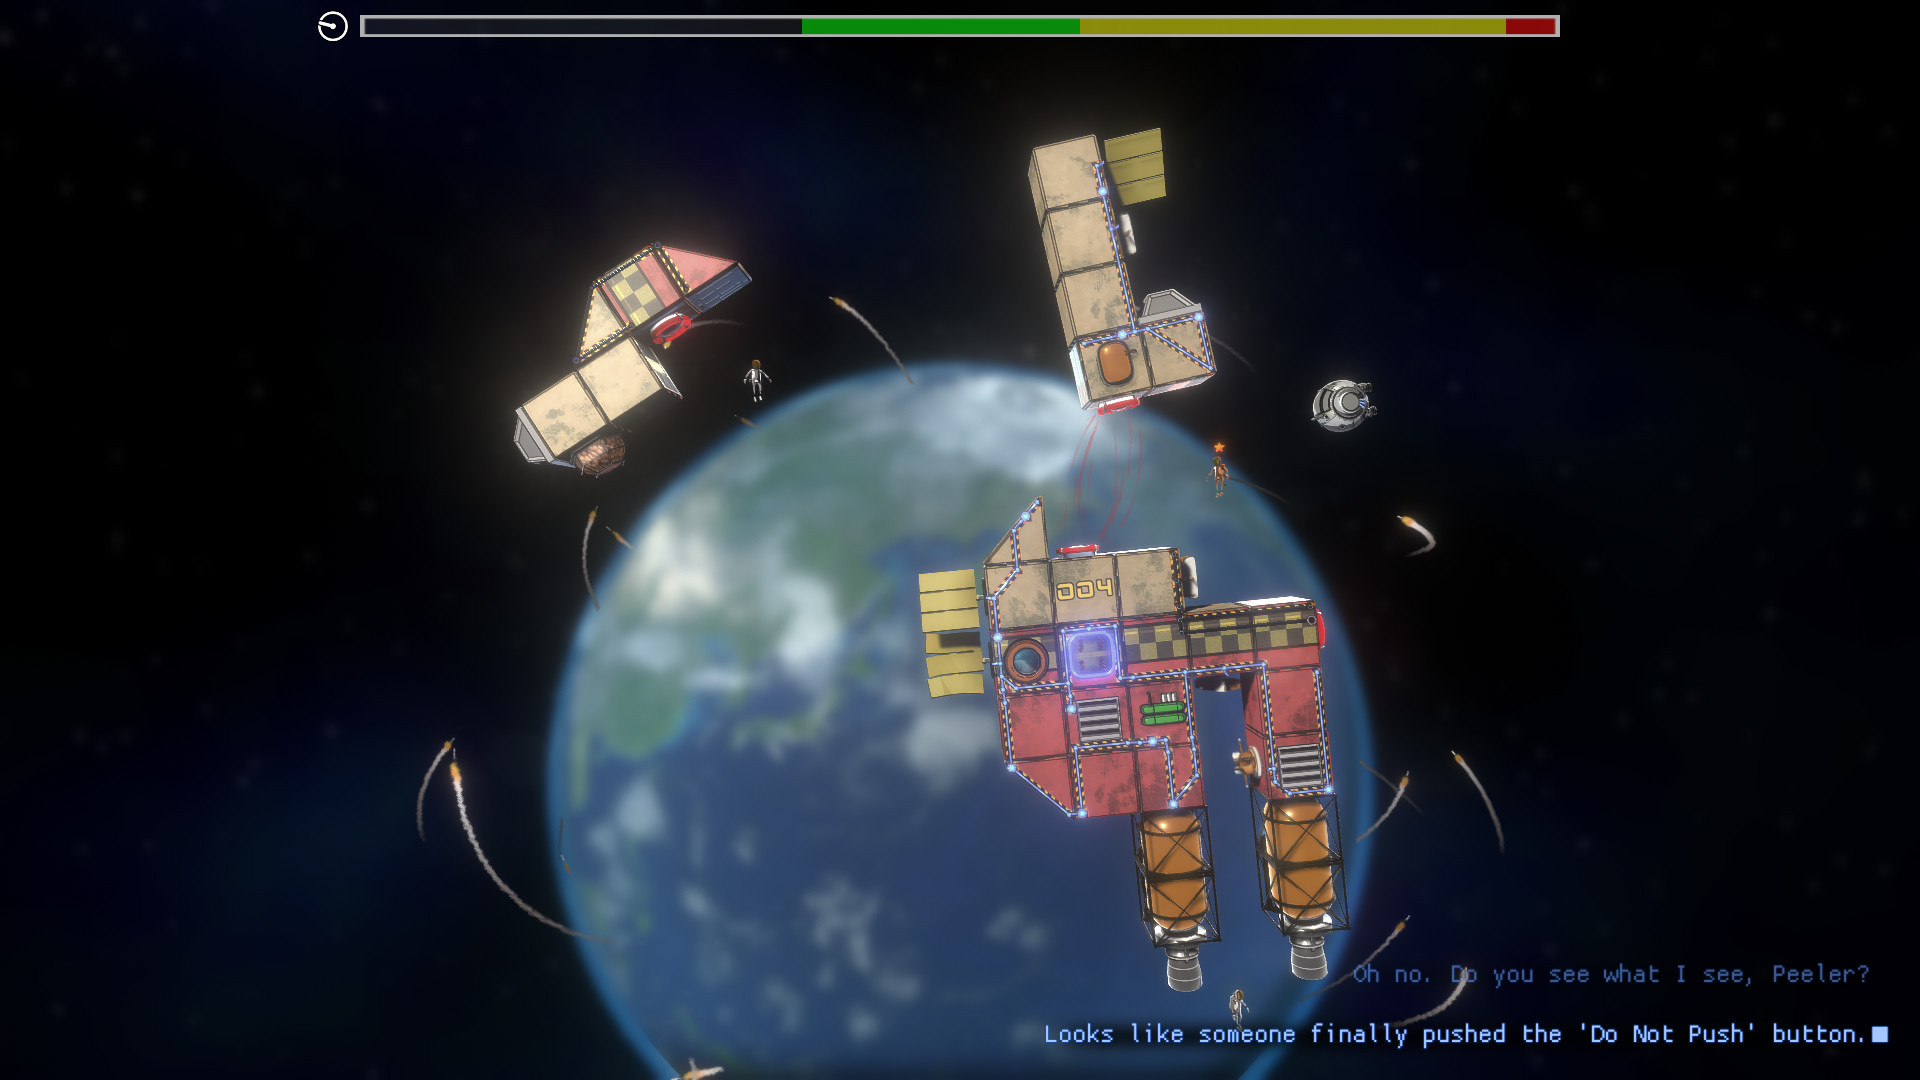 004
Oh no. Do you see what I see, Peeler?
Looks like someone finally pushed the 'Do Not Push' button.